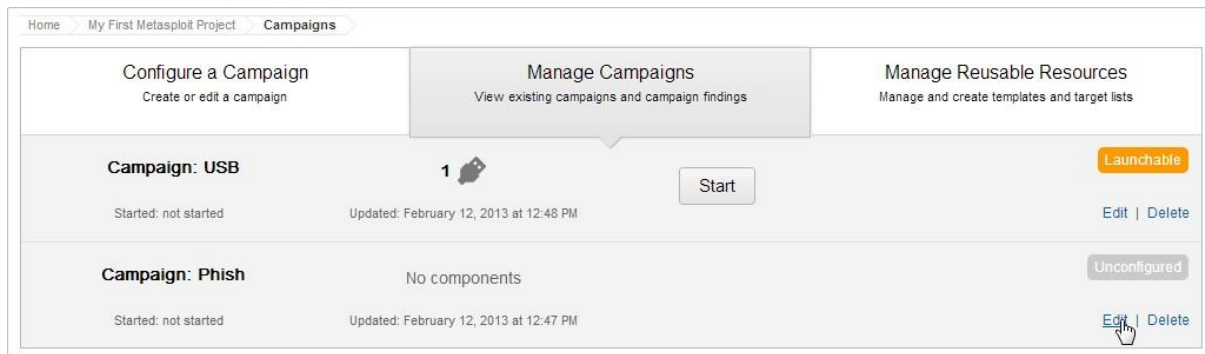 Home My First Metasploit Project Campaigns
Configure a Campaign
Create or edit a campaign
Manage Campaigns
View existing campaigns and campaign findings
Manage Reusable Resources
Manage and create templates and target lists
Campaign: USB
1
Start
Launchable
Started: not started
Updated: February 12, 2013 at 12:48 PM
Edit | Delete
Campaign: Phish
No components
Unconfigured
Started: not started
Updated: February 12, 2013 at 12:47 PM
Edit | Delete